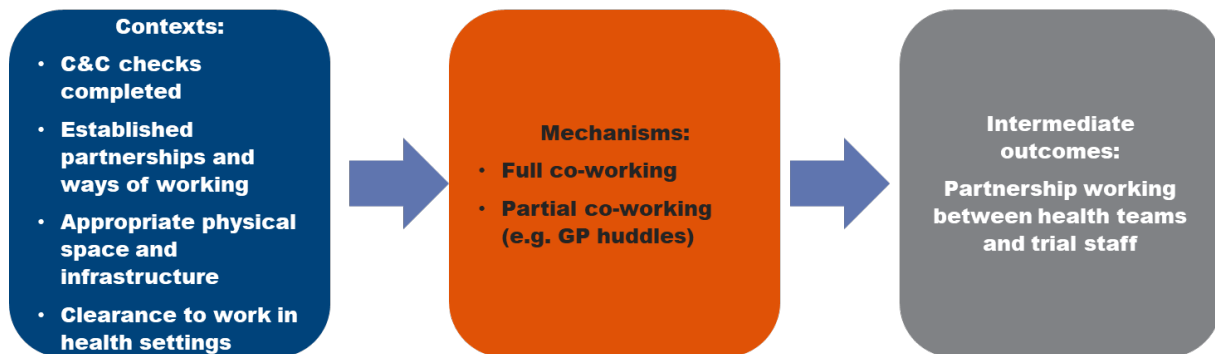 Contexts:
• C&C checks
completed
• Established
partnerships and
ways of working
• Appropriate physical
space and
infrastructure
• Clearance to work in
health settings
Mechanisms:
• Full co-working
• Partial co-working
(e.g. GP huddles)
Intermediate
outcomes:
Partnership working
between health teams
and trial staff